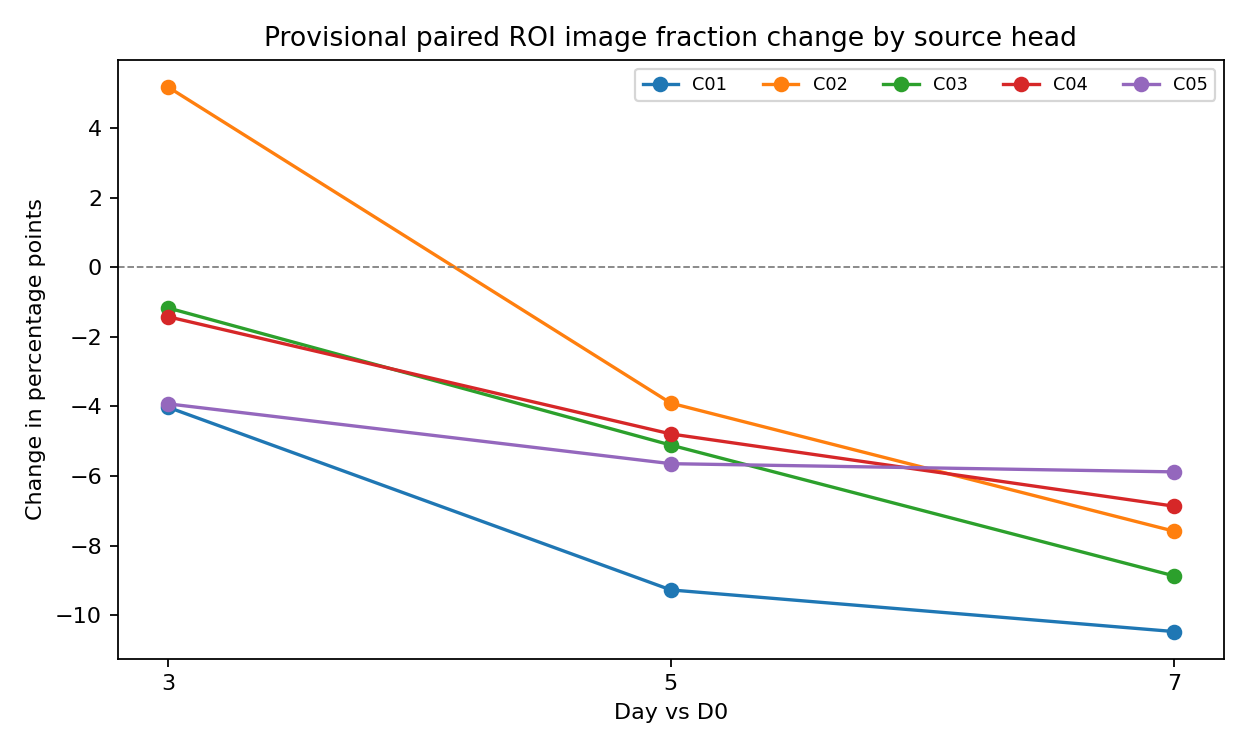 Provisional paired ROI image fraction change by source head
C01 C02 C03 C04 C05
Change in percentage points
4
2
0
−2
−4
−6
−8
−10
3 5 7
Day vs D0